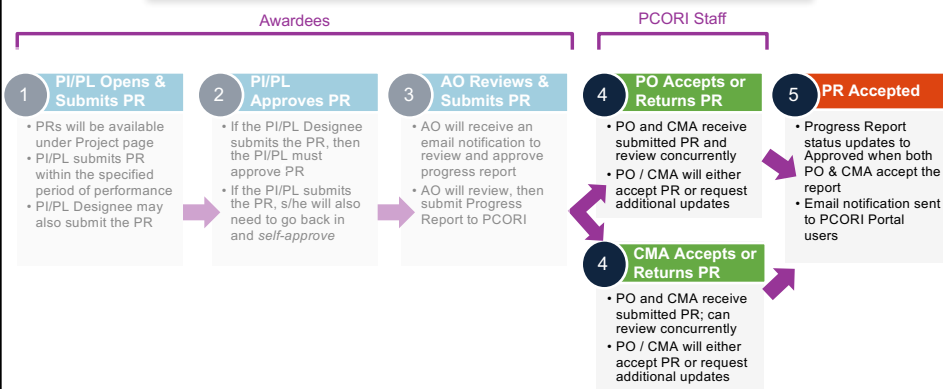 Awardees
PCORI Staff
1
PI/PL Opens &
Submits PR
• PRs will be available
under Project page
• PI/PL submits PR
within the specified
period of performance
• PI/PL Designee may
also submit the PR
2
PI/PL
Approves PR
• If the PI/PL Designee
submits the PR, then
the PI/PL must
approve PR
• If the PI/PL submits
the PR, s/he will also
need to go back in
and self-approve
3
AO Reviews &
Submits PR
• AO will receive an
email notification to
review and approve
progress report
• AO will review, then
submit Progress
Report to PCORI
4
PO Accepts or
Returns PR
• PO and CMA receive
submitted PR and
review concurrently
• PO / CMA will either
accept PR or request
additional updates
4
CMA Accepts or
Returns PR
• PO and CMA receive
submitted PR; can
review concurrently
• PO / CMA will either
accept PR or request
additional updates
5
PR Accepted
• Progress Report
status updates to
Approved when both
PO & CMA accept the
report
• Email notification sent
to PCORI Portal
users